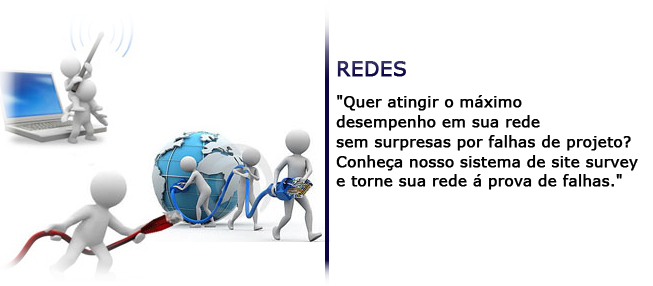 REDES
"Quer atingir o máximo
desempenho em sua rede
sem surpresas por falhas de projeto?
Conheça nosso sistema de site survey
e torne sua rede á prova de falhas."